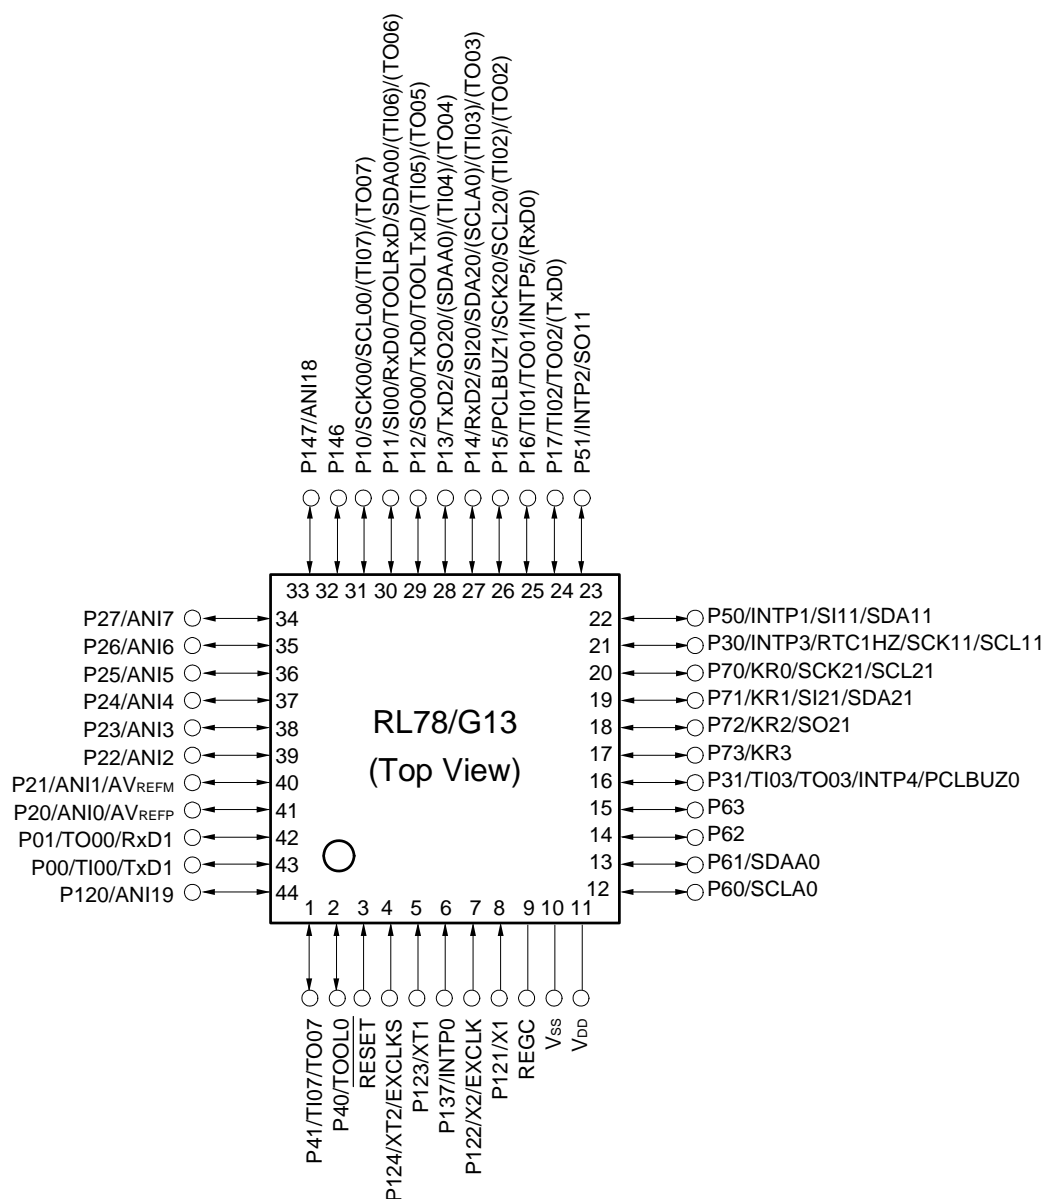 P147/ANI18
P146
P10/SCK00/SCL00/(TI07)/(TO07)
P11/SI00/RxD0/TOOLRxD/SDA00/(TI06)/(TO06)
P12/SO00/TxD0/TOOLTxD/(TI05)/(TO05)
P13/TxD2/SO20/(SDAA0)/(TI04)/(TO04)
P14/RxD2/SI20/SDA20/(SCLA0)/(TI03)/(TO03)
P15/PCLBUZ1/SCK20/SCL20/(TI02)/(TO02)
P16/TI01/TO01/INTP5/(RxD0)
P17/TI02/TO02/(TxD0)
P51/INTP2/SO11
33 32 31 30 29 28 27 26 25 24 23
P27/ANI7 34
P26/ANI6 35
P25/ANI5 36
P24/ANI4 37
P23/ANI3 38
P22/ANI2 39
P21/ANI1/AVREFM 40
P20/ANI0/AVREFP 41
P01/TO00/RxD1 42
P00/TI00/TxD1 43
P120/ANI19 44
RL78/G13
(Top View)
22 P50/INTP1/SI11/SDA11
21 P30/INTP3/RTC1HZ/SCK11/SCL11
20 P70/KR0/SCK21/SCL21
19 P71/KR1/SI21/SDA21
18 P72/KR2/SO21
17 P73/KR3
16 P31/TI03/TO03/INTP4/PCLBUZ0
15 P63
14 P62
13 P61/SDAA0
12 P60/SCLA0
1 2 3 4 5 6 7 8 9 10 11
P41/TI07/TO07
P40/TOOL0
RESET
P124/XT2/EXCLKS
P123/XT1
P137/INTP0
P122/X2/EXCLK
P121/X1
REGC
VSS
VDD